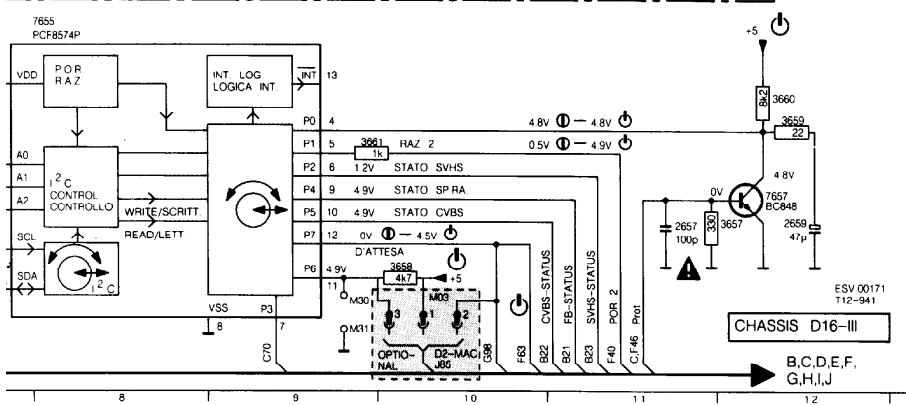 7655
PCF8574P
+5
VDD
POR
RAZ
INT. LOG
LOGICA INT.
INT 13
8k2 3660
P0 4 4.8V – 4.8V
3659
22
P1 5 3661 RAZ 2 0.5V – 4.9V
1k
A0
P2 6 1.2V STATO SVHS
A1
I²C
CONTROL
CONTROLLO
P4 9 4.9V STATO SP RA.
4.8V
A2
0V
7657
BC848
WRITE/SCRITT.
P5 10 4.9V STATO CVBS
330
3657
2657
100p
2659
47µ
READ/LETT.
P7 12 0V – 4.5V
SCL
D'ATTESA
3658
4k7
+5
SDA
I²C
P6 4.9V
11
M30
M03
3 1 2
M31
VSS
P3
8
7
C70
OPTIO-
NAL
D2-MAC
J85
G98
F63
B22 CVBS-STATUS
B21 FB-STATUS
B23 SVHS-STATUS
F40 POR 2
C,F46 Prot
ESV 00171
T12-941
CHASSIS D16-III
B,C,D,E,F,
G,H,I,J
8 9 10 11 12